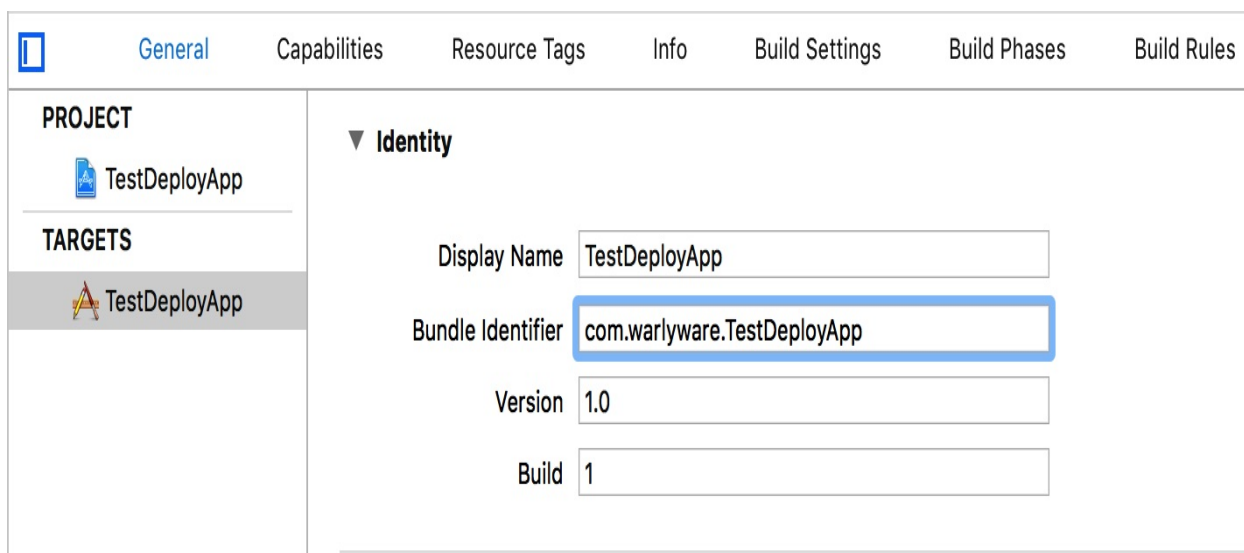 General Capabilities Resource Tags Info Build Settings Build Phases Build Rules
PROJECT
TestDeployApp
TARGETS
TestDeployApp
Identity
Display Name TestDeployApp
Bundle Identifier com.warlyware.TestDeployApp
Version 1.0
Build 1